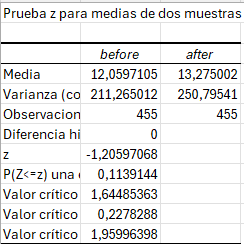 Prueba z para medias de dos muestras
before after
Media 12,0597105 13,275002
Varianza (co 211,265012 250,79541
Observacion 455 455
Diferencia hi 0
z -1,20597068
P(Z<=z) una 0,1139144
Valor crítico 1,64485363
Valor crítico 0,2278288
Valor crítico 1,95996398